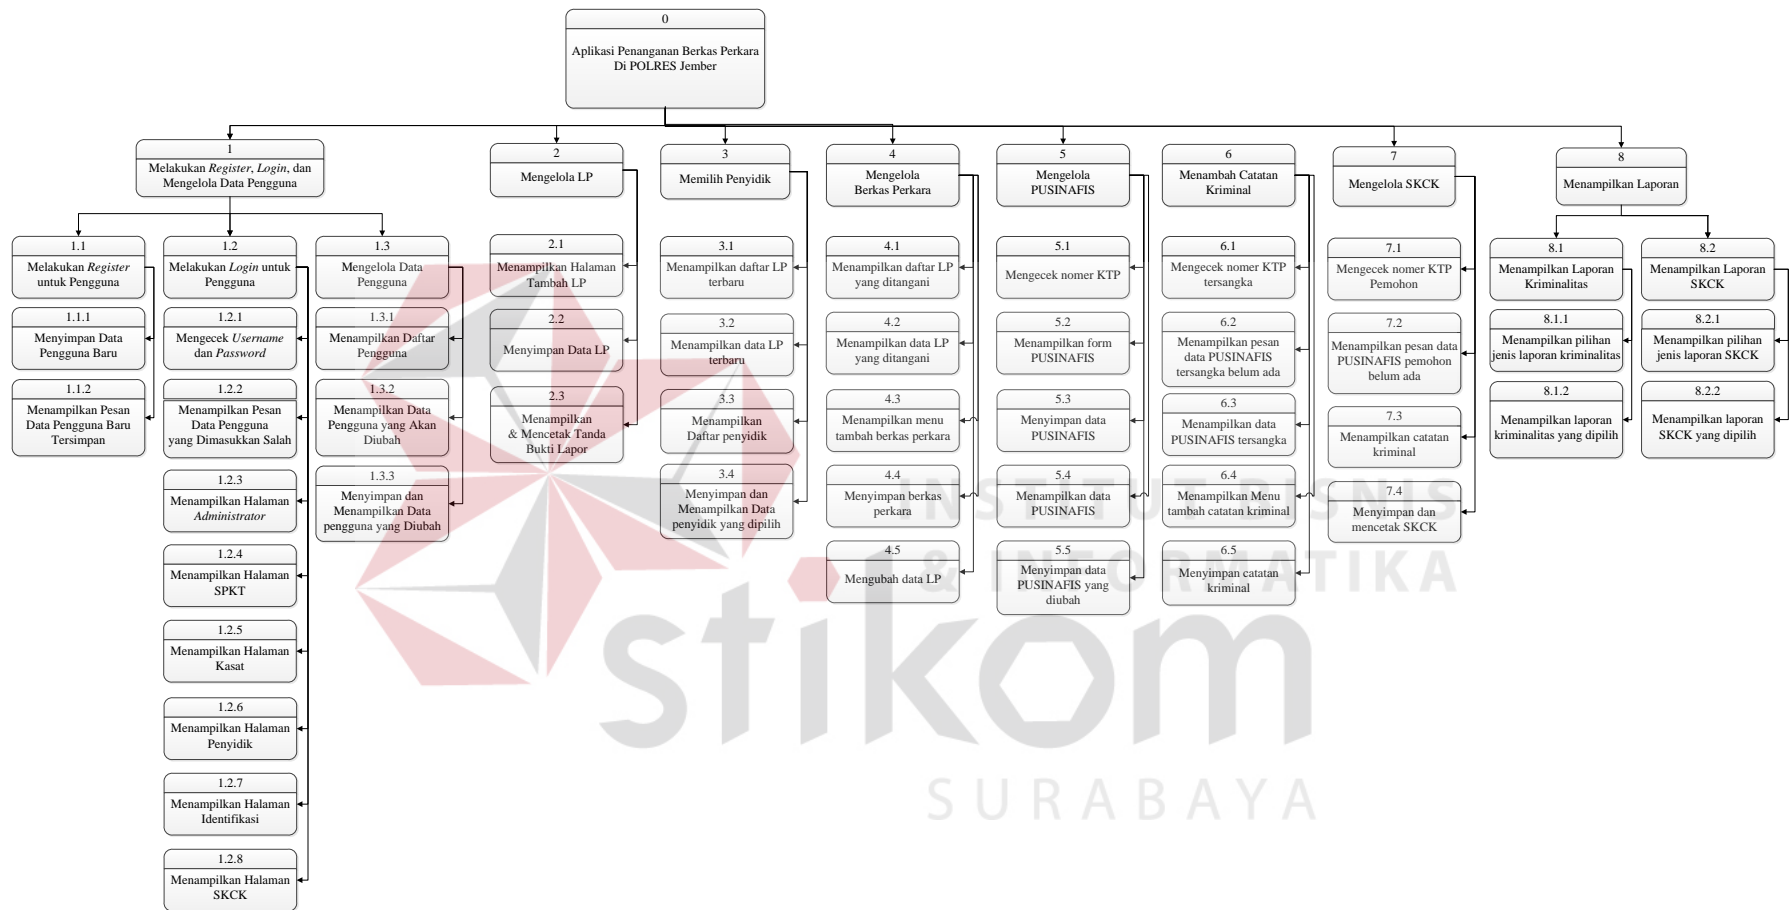 0
Aplikasi Penanganan Berkas Perkara
Di POLRES Jember
1
Melakukan Register, Login, dan
Mengelola Data Pengguna
2
Mengelola LP
3
Memilih Penyidik
4
Mengelola
Berkas Perkara
5
Mengelola
PUSINAFIS
6
Menambah Catatan
Kriminal
7
Mengelola SKCK
8
Menampilkan Laporan
1.1
Melakukan Register
untuk Pengguna
1.1.1
Menyimpan Data
Pengguna Baru
1.1.2
Menampilkan Pesan
Data Pengguna Baru
Tersimpan
1.2
Melakukan Login untuk
Pengguna
1.2.1
Mengecek Username
dan Password
1.2.2
Menampilkan Pesan
Data Pengguna
yang Dimasukkan Salah
1.2.3
Menampilkan Halaman
Administrator
1.2.4
Menampilkan Halaman
SPKT
1.2.5
Menampilkan Halaman
Kasat
1.2.6
Menampilkan Halaman
Penyidik
1.2.7
Menampilkan Halaman
Identifikasi
1.2.8
Menampilkan Halaman
SKCK
1.3
Mengelola Data
Pengguna
1.3.1
Menampilkan Daftar
Pengguna
1.3.2
Menampilkan Data
Pengguna yang Akan
Diubah
1.3.3
Menyimpan dan
Menampilkan Data
pengguna yang Diubah
2.1
Menampilkan Halaman
Tambah LP
2.2
Menyimpan Data LP
2.3
Menampilkan
& Mencetak Tanda
Bukti Lapor
3.1
Menampilkan daftar LP
terbaru
3.2
Menampilkan data LP
terbaru
3.3
Menampilkan
Daftar penyidik
3.4
Menyimpan dan
Menampilkan Data
penyidik yang dipilih
4.1
Menampilkan daftar LP
yang ditangani
4.2
Menampilkan data LP
yang ditangani
4.3
Menampilkan menu
tambah berkas perkara
4.4
Menyimpan berkas
perkara
4.5
Mengubah data LP
5.1
Mengecek nomer KTP
5.2
Menampilkan form
PUSINAFIS
5.3
Menyimpan data
PUSINAFIS
5.4
Menampilkan data
PUSINAFIS
5.5
Menyimpan data
PUSINAFIS yang
diubah
6.1
Mengecek nomer KTP
tersangka
6.2
Menampilkan pesan
data PUSINAFIS
tersangka belum ada
6.3
Menampilkan data
PUSINAFIS tersangka
6.4
Menampilkan Menu
tambah catatan kriminal
6.5
Menyimpan catatan
kriminal
7.1
Mengecek nomer KTP
Pemohon
7.2
Menampilkan pesan data
PUSINAFIS pemohon
belum ada
7.3
Menampilkan catatan
kriminal
7.4
Menyimpan dan
mencetak SKCK
8.1
Menampilkan Laporan
Kriminalitas
8.1.1
Menampilkan pilihan
jenis laporan kriminalitas
8.1.2
Menampilkan laporan
kriminalitas yang dipilih
8.2
Menampilkan Laporan
SKCK
8.2.1
Menampilkan pilihan
jenis laporan SKCK
8.2.2
Menampilkan laporan
SKCK yang dipilih
INSTITUT BISNIS
& INFORMATIKA
stikom
SURABAYA